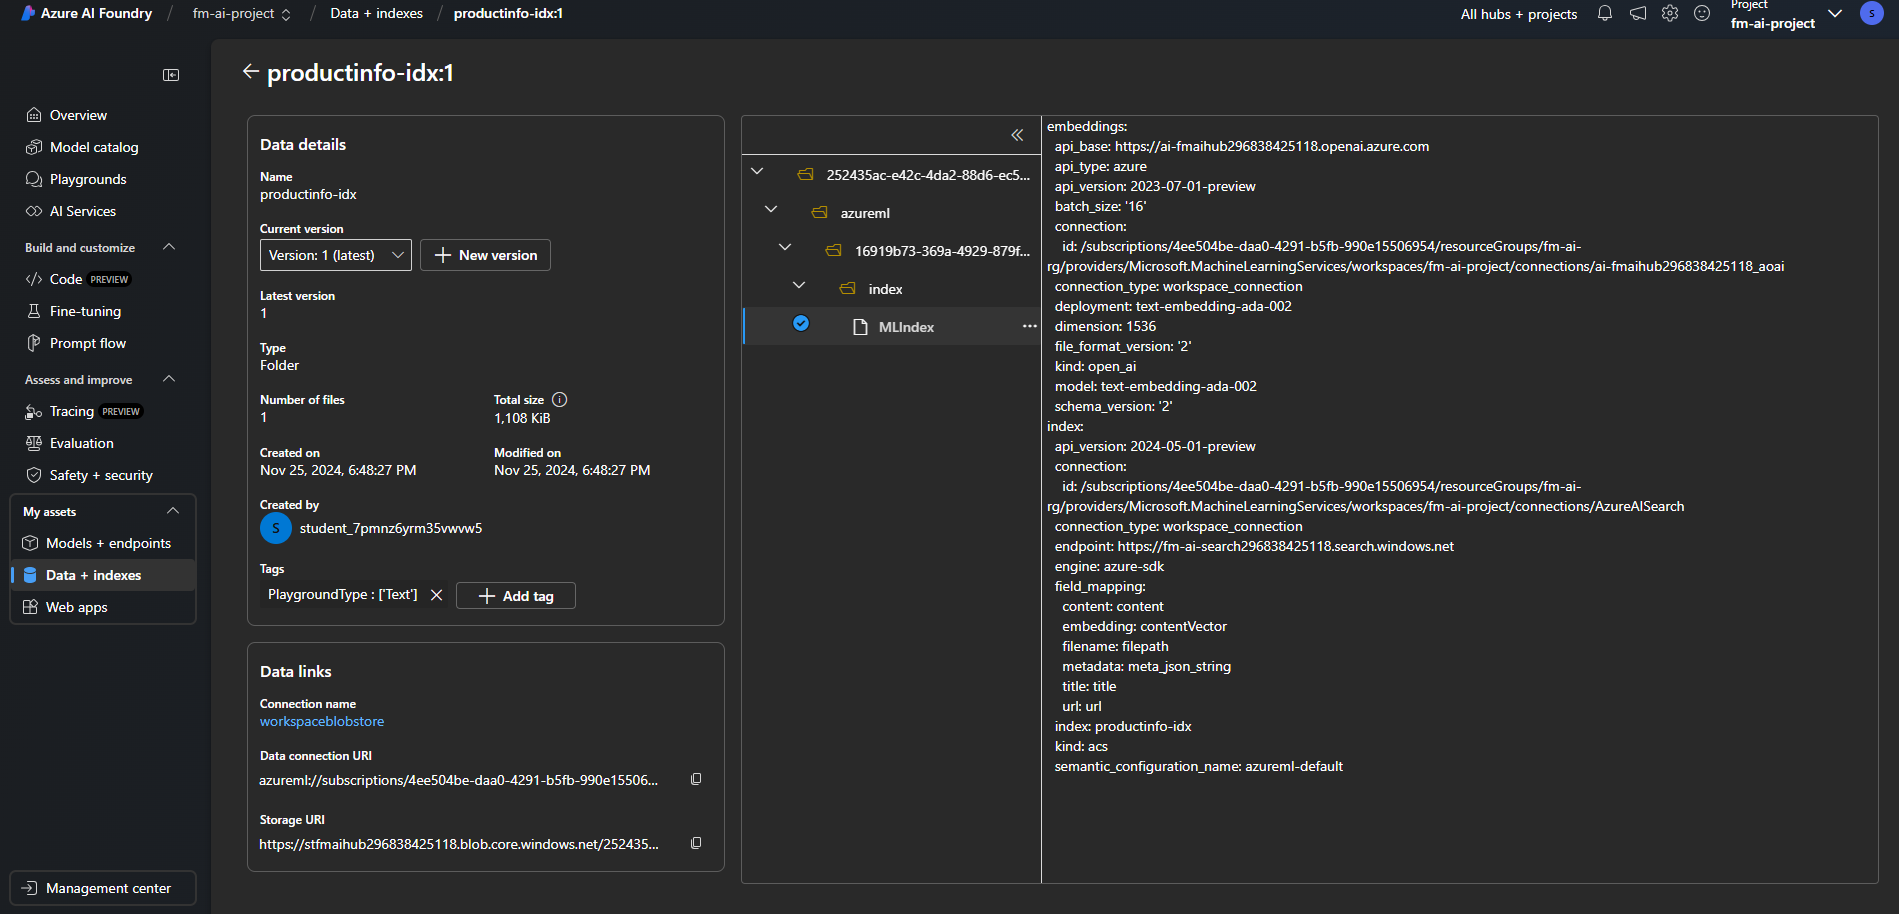 Azure AI Foundry / fm-ai-project / Data + indexes / productinfo-idx:1
All hubs + projects
Project
fm-ai-project
S
Overview
Model catalog
Playgrounds
AI Services
Build and customize
Code PREVIEW
Fine-tuning
Prompt flow
Assess and improve
Tracing PREVIEW
Evaluation
Safety + security
My assets
Models + endpoints
Data + indexes
Web apps
Management center
productinfo-idx:1
Data details
Name
productinfo-idx
Current version
Version: 1 (latest)
New version
Latest version
1
Type
Folder
Number of files
1
Total size
1,108 KiB
Created on
Nov 25, 2024, 6:48:27 PM
Modified on
Nov 25, 2024, 6:48:27 PM
Created by
S student_7pmnz6yrm35vwvw5
Tags
PlaygroundType : ['Text']
Add tag
Data links
Connection name
workspaceblobstore
Data connection URI
azureml://subscriptions/4ee504be-daa0-4291-b5fb-990e15506...
Storage URI
https://stfmaihub296838425118.blob.core.windows.net/252435...
252435ac-e42c-4da2-88d6-ec5...
azureml
16919b73-369a-4929-879f...
index
MLIndex
embeddings:
api_base: https://ai-fmaihub296838425118.openai.azure.com
api_type: azure
api_version: 2023-07-01-preview
batch_size: '16'
connection:
id: /subscriptions/4ee504be-daa0-4291-b5fb-990e15506954/resourceGroups/fm-ai-
rg/providers/Microsoft.MachineLearningServices/workspaces/fm-ai-project/connections/ai-fmaihub296838425118_aoai
connection_type: workspace_connection
deployment: text-embedding-ada-002
dimension: 1536
file_format_version: '2'
kind: open_ai
model: text-embedding-ada-002
schema_version: '2'
index:
api_version: 2024-05-01-preview
connection:
id: /subscriptions/4ee504be-daa0-4291-b5fb-990e15506954/resourceGroups/fm-ai-
rg/providers/Microsoft.MachineLearningServices/workspaces/fm-ai-project/connections/AzureAISearch
connection_type: workspace_connection
endpoint: https://fm-ai-search296838425118.search.windows.net
engine: azure-sdk
field_mapping:
content: content
embedding: contentVector
filename: filepath
metadata: meta_json_string
title: title
url: url
index: productinfo-idx
kind: acs
semantic_configuration_name: azureml-default